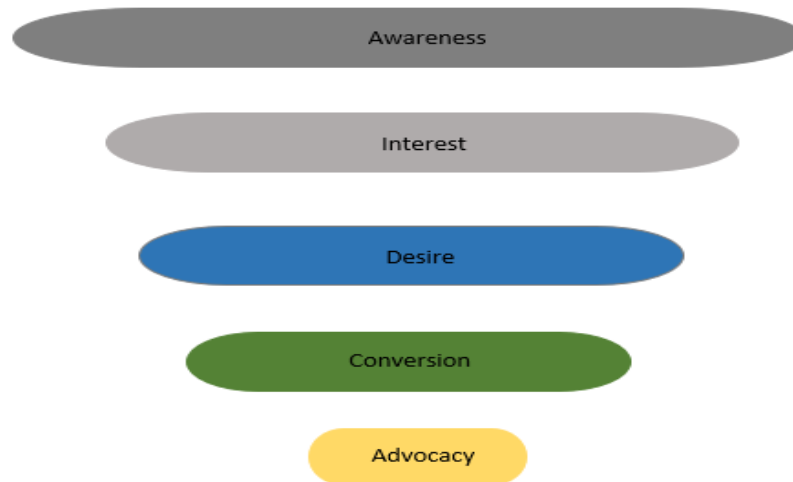 Awareness
Interest
Desire
Conversion
Advocacy